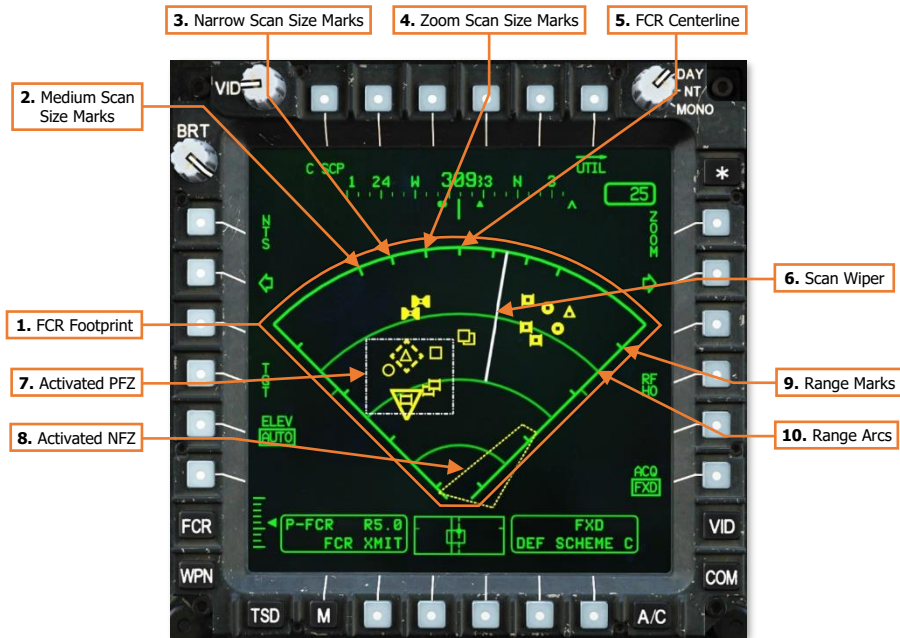 3. Narrow Scan Size Marks
4. Zoom Scan Size Marks
5. FCR Centerline
2. Medium Scan
Size Marks
VID
DAY
NT
MONO
BRT
C SCP
UTIL
1 24 W 309 33 N 3
25
*
NTS
ZOOM
6. Scan Wiper
1. FCR Footprint
7. Activated PFZ
TGT
RF
HO
9. Range Marks
8. Activated NFZ
ELEV
AUTO
10. Range Arcs
ACQ
FXD
FCR
P-FCR R5.0
FCR XMIT
FXD
DEF SCHEME C
VID
WPN
COM
TSD
M
A/C